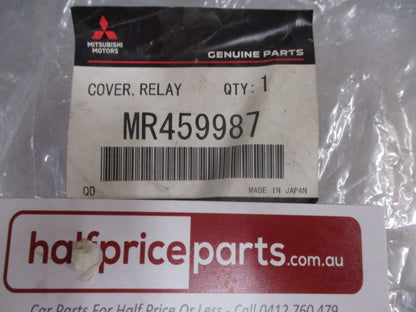 MITSUBISHI
MOTORS
GENUINE PARTS
COVER, RELAY QTY: 1
MR459987
QD MADE IN JAPAN
halfpriceparts.com.au
Car Parts For Half Price Or Less - Call 0412 760 479